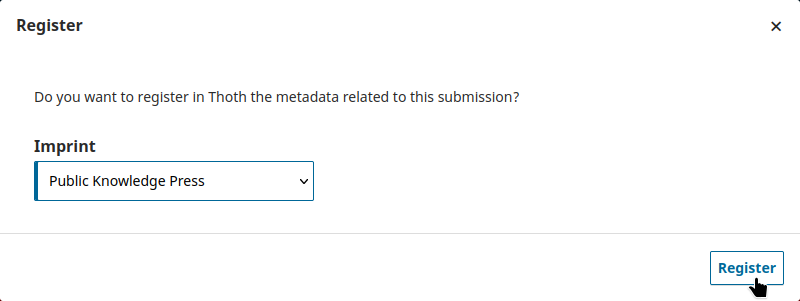 Register
Do you want to register in Thoth the metadata related to this submission?
Imprint
Public Knowledge Press
Register